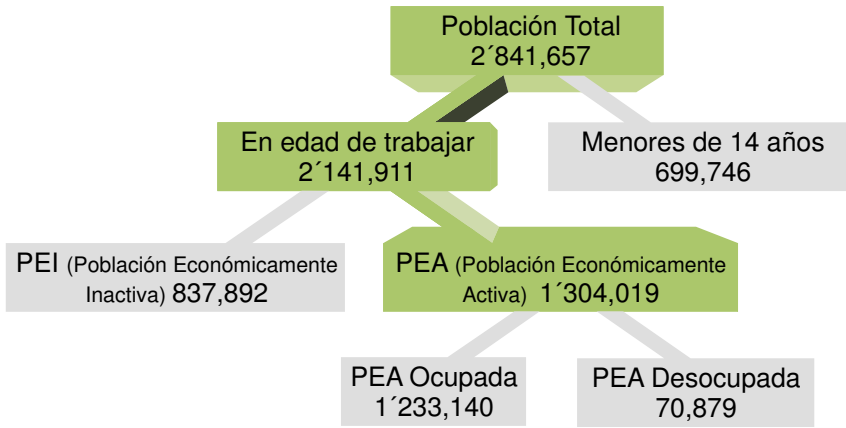 Población Total
2´841,657
En edad de trabajar
2´141,911
Menores de 14 años
699,746
PEI (Población Económicamente
Inactiva) 837,892
PEA (Población Económicamente
Activa) 1´304,019
PEA Ocupada
1´233,140
PEA Desocupada
70,879